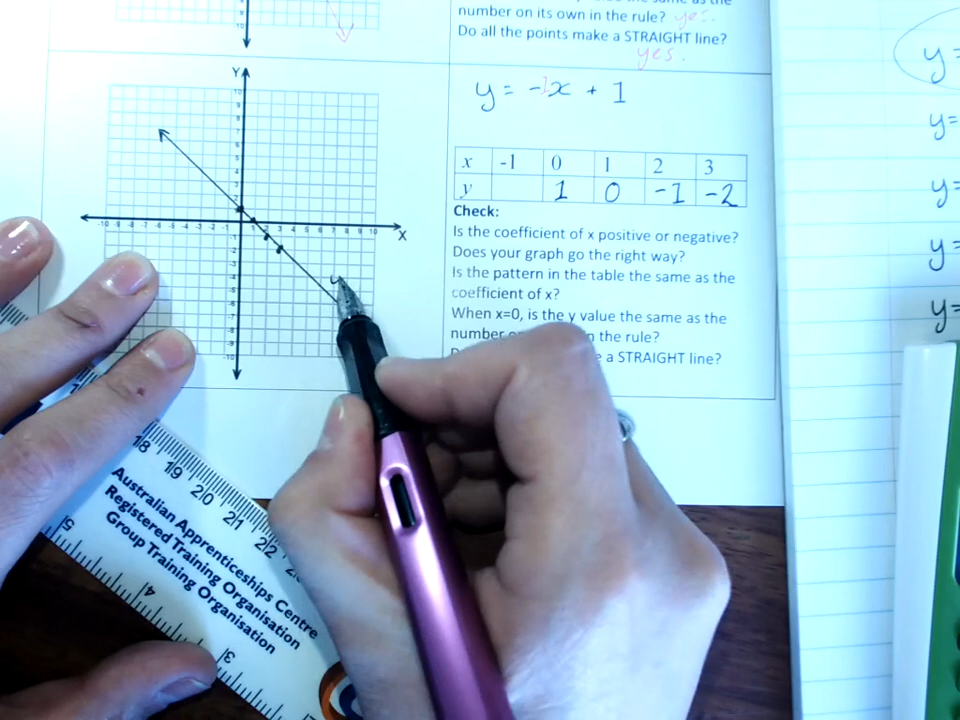 number on its own in the rule? yes.
Do all the points make a STRAIGHT line?
yes.
y = -1x + 1
x -1 0 1 2 3
y 1 0 -1 -2
Check:
Is the coefficient of x positive or negative?
Does your graph go the right way?
Is the pattern in the table the same as the
coefficient of x?
When x=0, is the y value the same as the
number on in the rule?
a STRAIGHT line?
Y
X
y=
y=
y=
y=
y=
18 19 20 21 22
Australian Apprenticeships Centre
Registered Training Organisation
Group Training Organisation
5 4 3